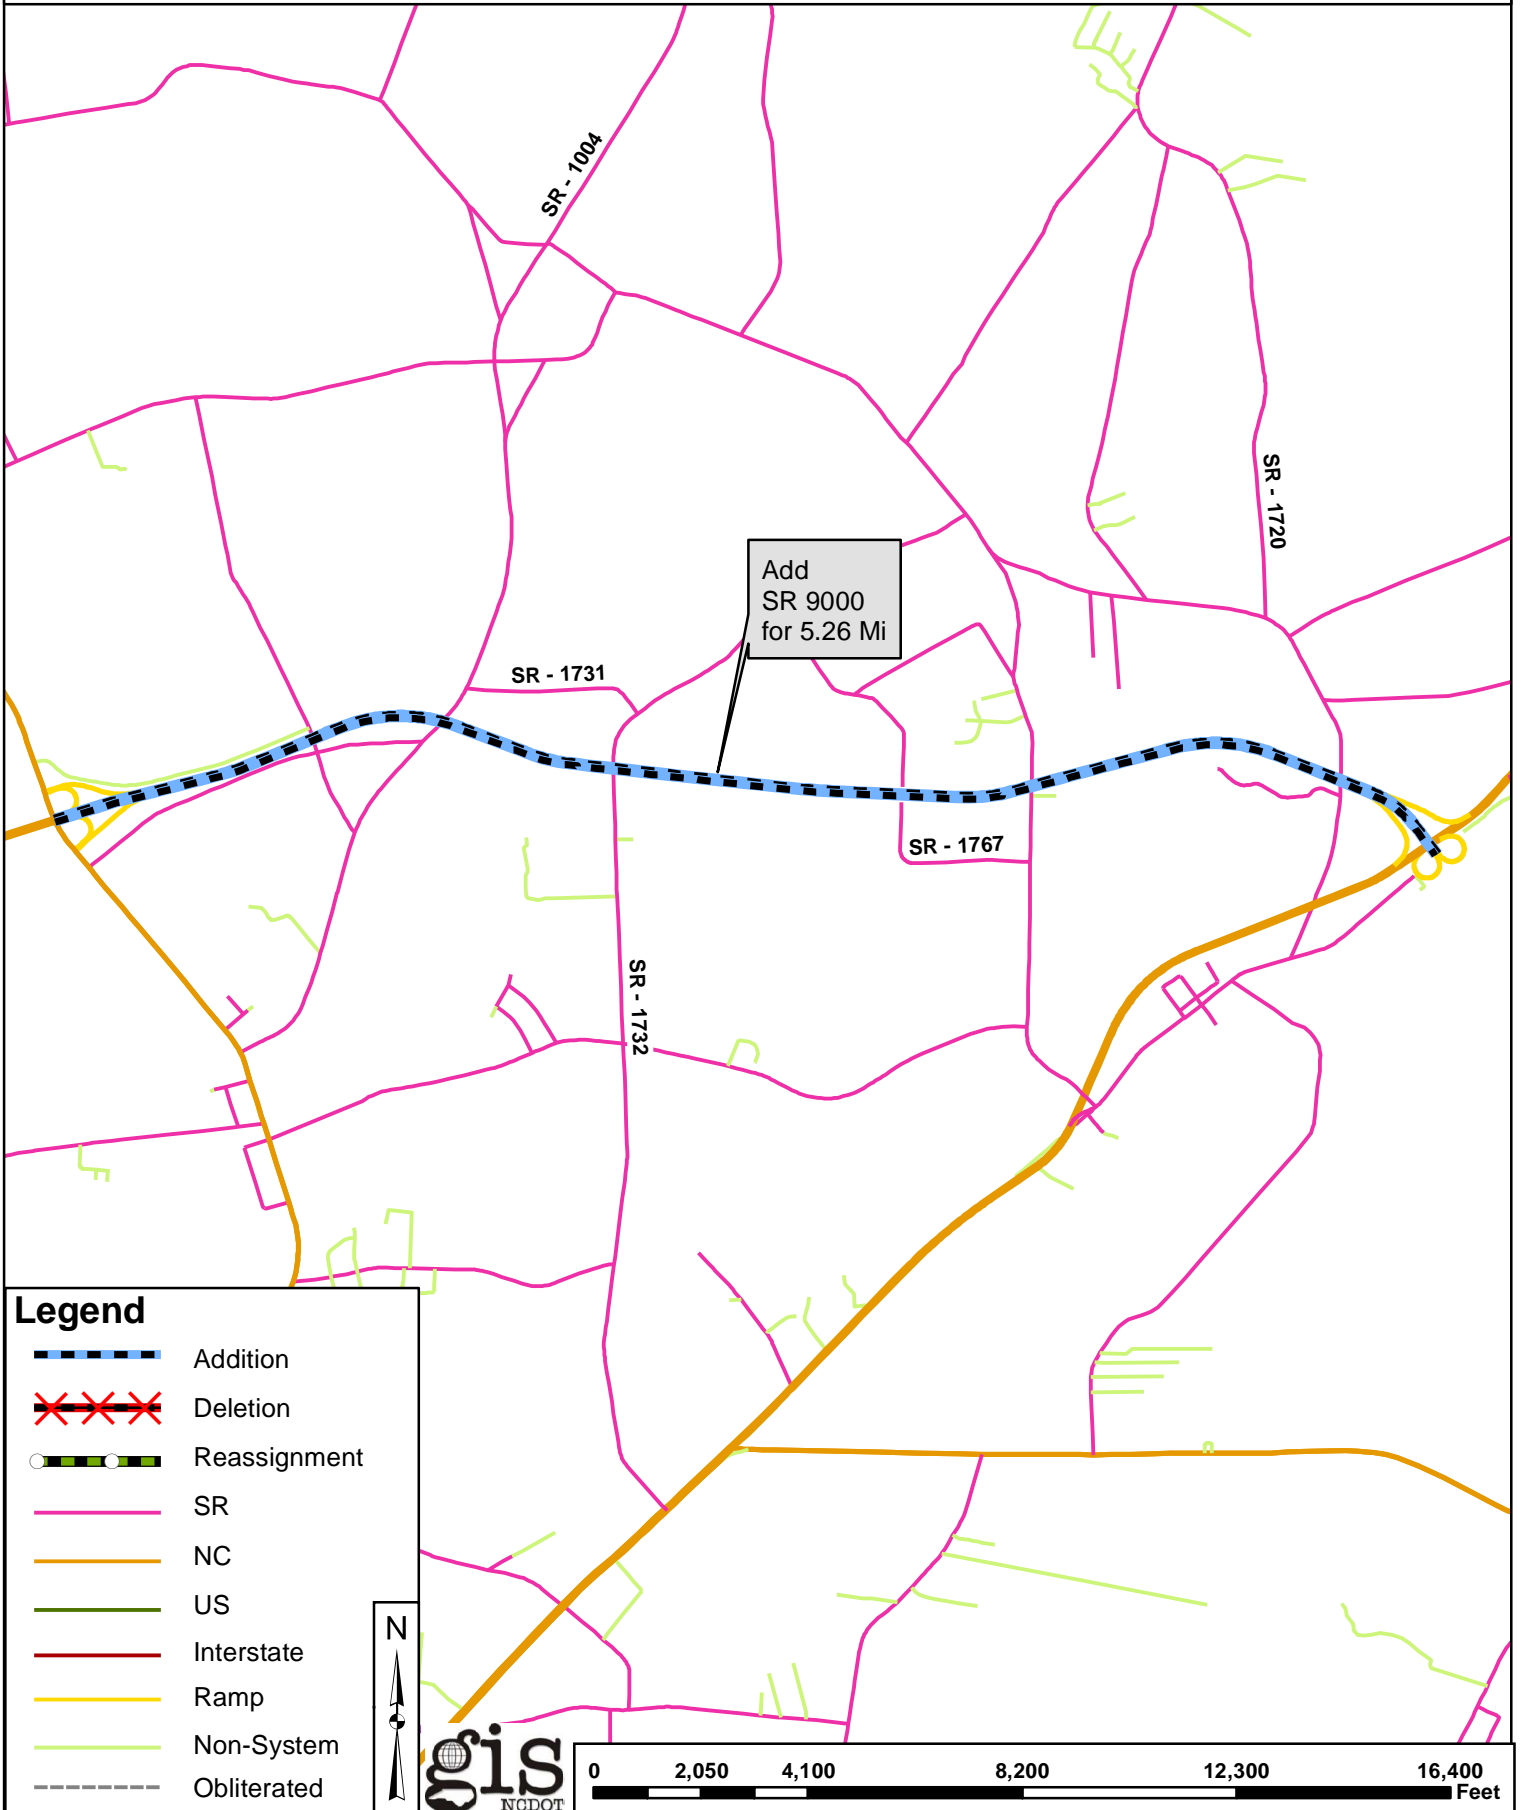 SR - 1004
SR - 1720
Add
SR 9000
for 5.26 Mi
SR - 1731
SR - 1767
SR - 1732
Legend
Addition
Deletion
Reassignment
SR
NC
US
Interstate
Ramp
Non-System
Obliterated
N
gis
NCDOT
0 2,050 4,100 8,200 12,300 16,400
Feet